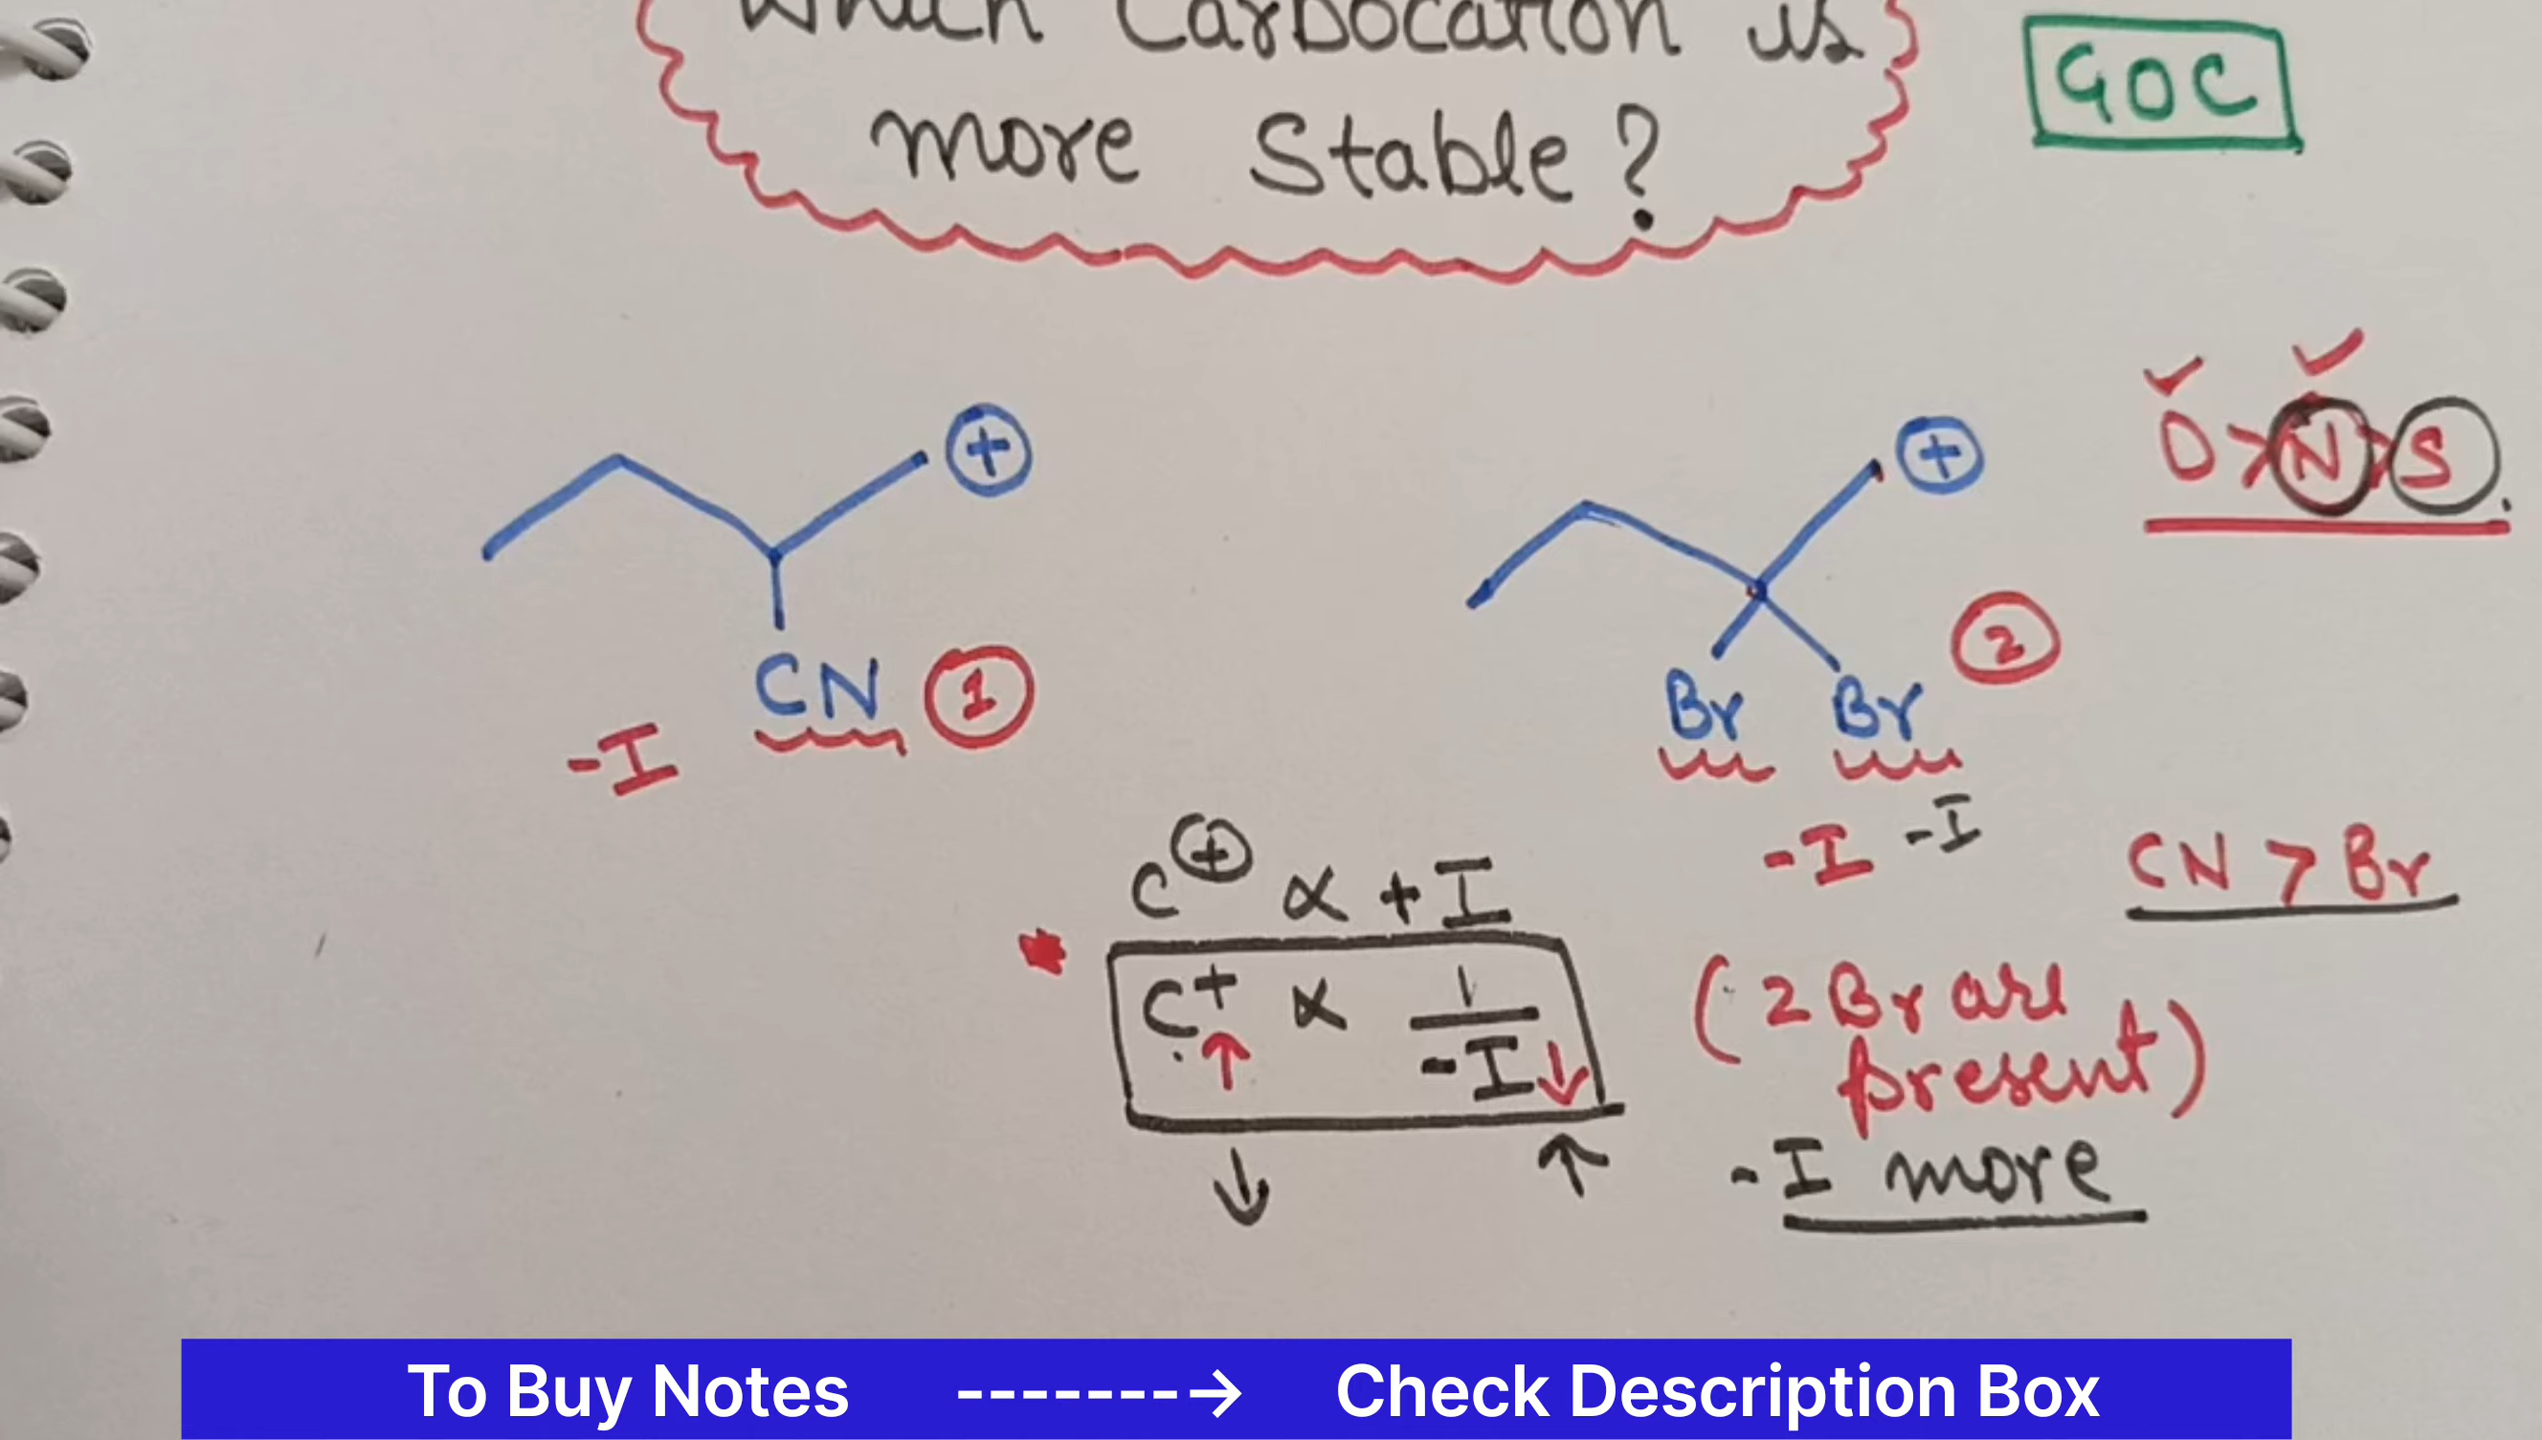 Which Carbocation is
more Stable?
GOC
O > N > S
⊕
⊕
CN
1
-I
Br Br
2
-I -I
CN > Br
C⊕ ∝ +I
C+ ↑ ∝ 1/-I ↓
↓ ↑
(2 Br are
present)
-I more
To Buy Notes -------→ Check Description Box